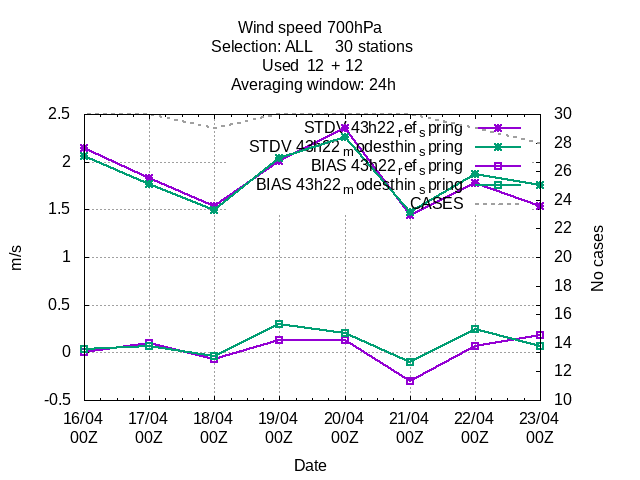 Wind speed 700hPa
Selection: ALL 30 stations
Used 12 + 12
Averaging window: 24h
2.5
2
1.5
1
0.5
0
-0.5
m/s
30
28
26
24
22
20
18
16
14
12
10
No cases
STDV 43h22_ref_spring
STDV 43h22_modesthin_spring
BIAS 43h22_ref_spring
BIAS 43h22_modesthin_spring
CASES
16/04 17/04 18/04 19/04 20/04 21/04 22/04 23/04
00Z 00Z 00Z 00Z 00Z 00Z 00Z 00Z
Date